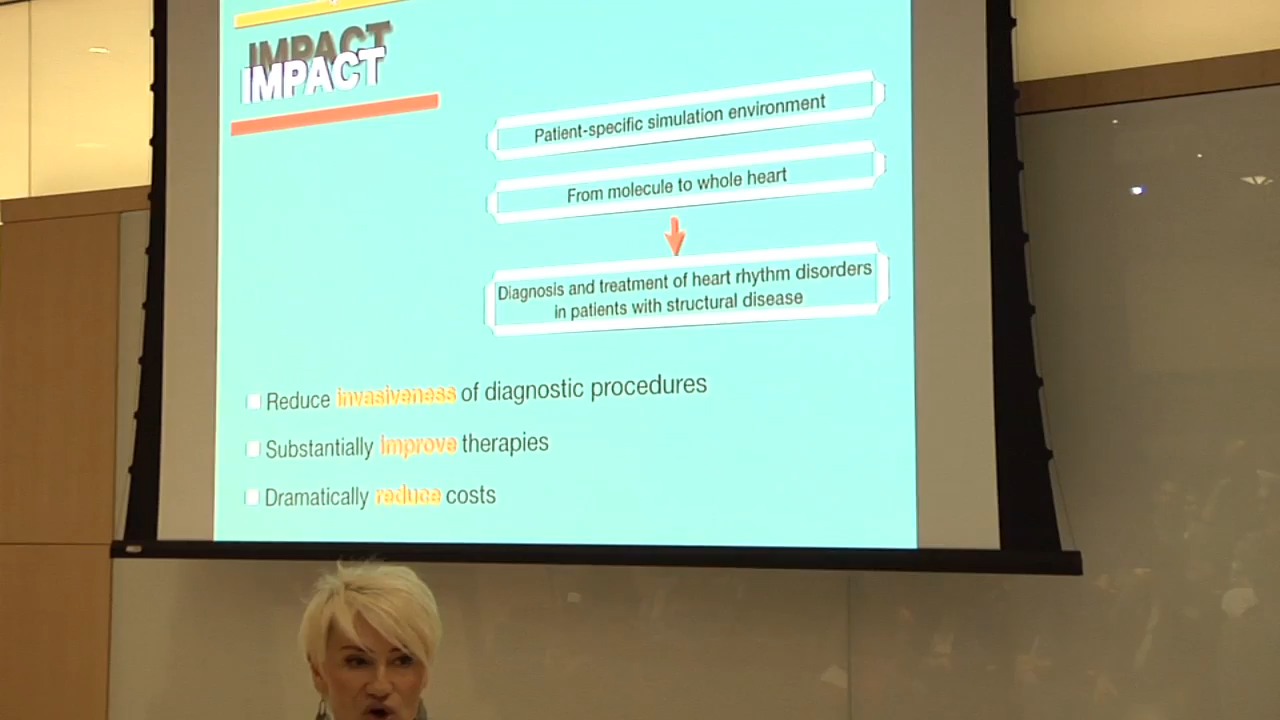 IMPACT
Patient-specific simulation environment
From molecule to whole heart
Diagnosis and treatment of heart rhythm disorders
in patients with structural disease
Reduce invasiveness of diagnostic procedures
Substantially improve therapies
Dramatically reduce costs